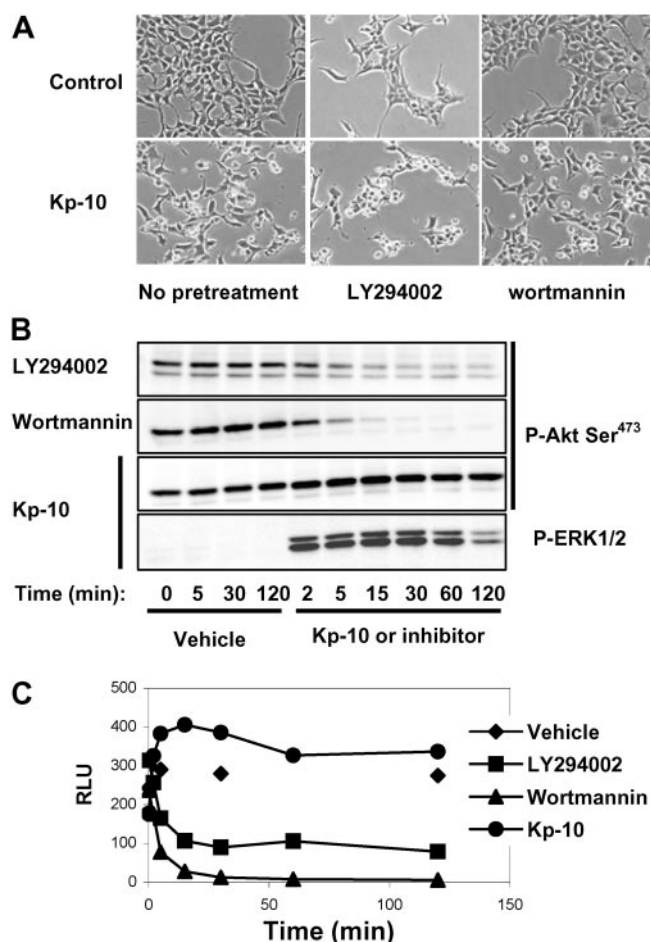 A
Control
Kp-10
No pretreatment LY294002 wortmannin
B
LY294002
Wortmannin
Kp-10
P-Akt Ser473
P-ERK1/2
Time (min): 0 5 30 120 2 5 15 30 60 120
Vehicle Kp-10 or inhibitor
C
500
400
300
200
100
0
RLU
0 50 100 150
Time (min)
Vehicle
LY294002
Wortmannin
Kp-10